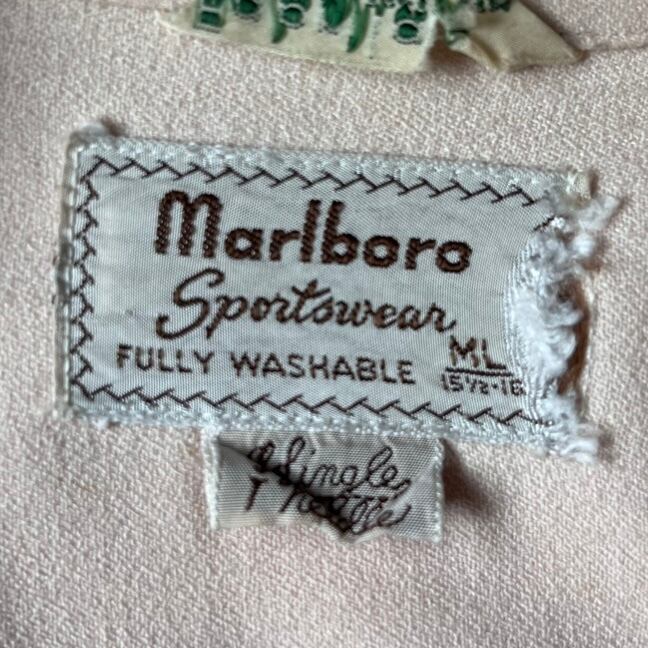 Marlboro
Sportswear
FULLY WASHABLE
ML
15½-16
Single
Needle